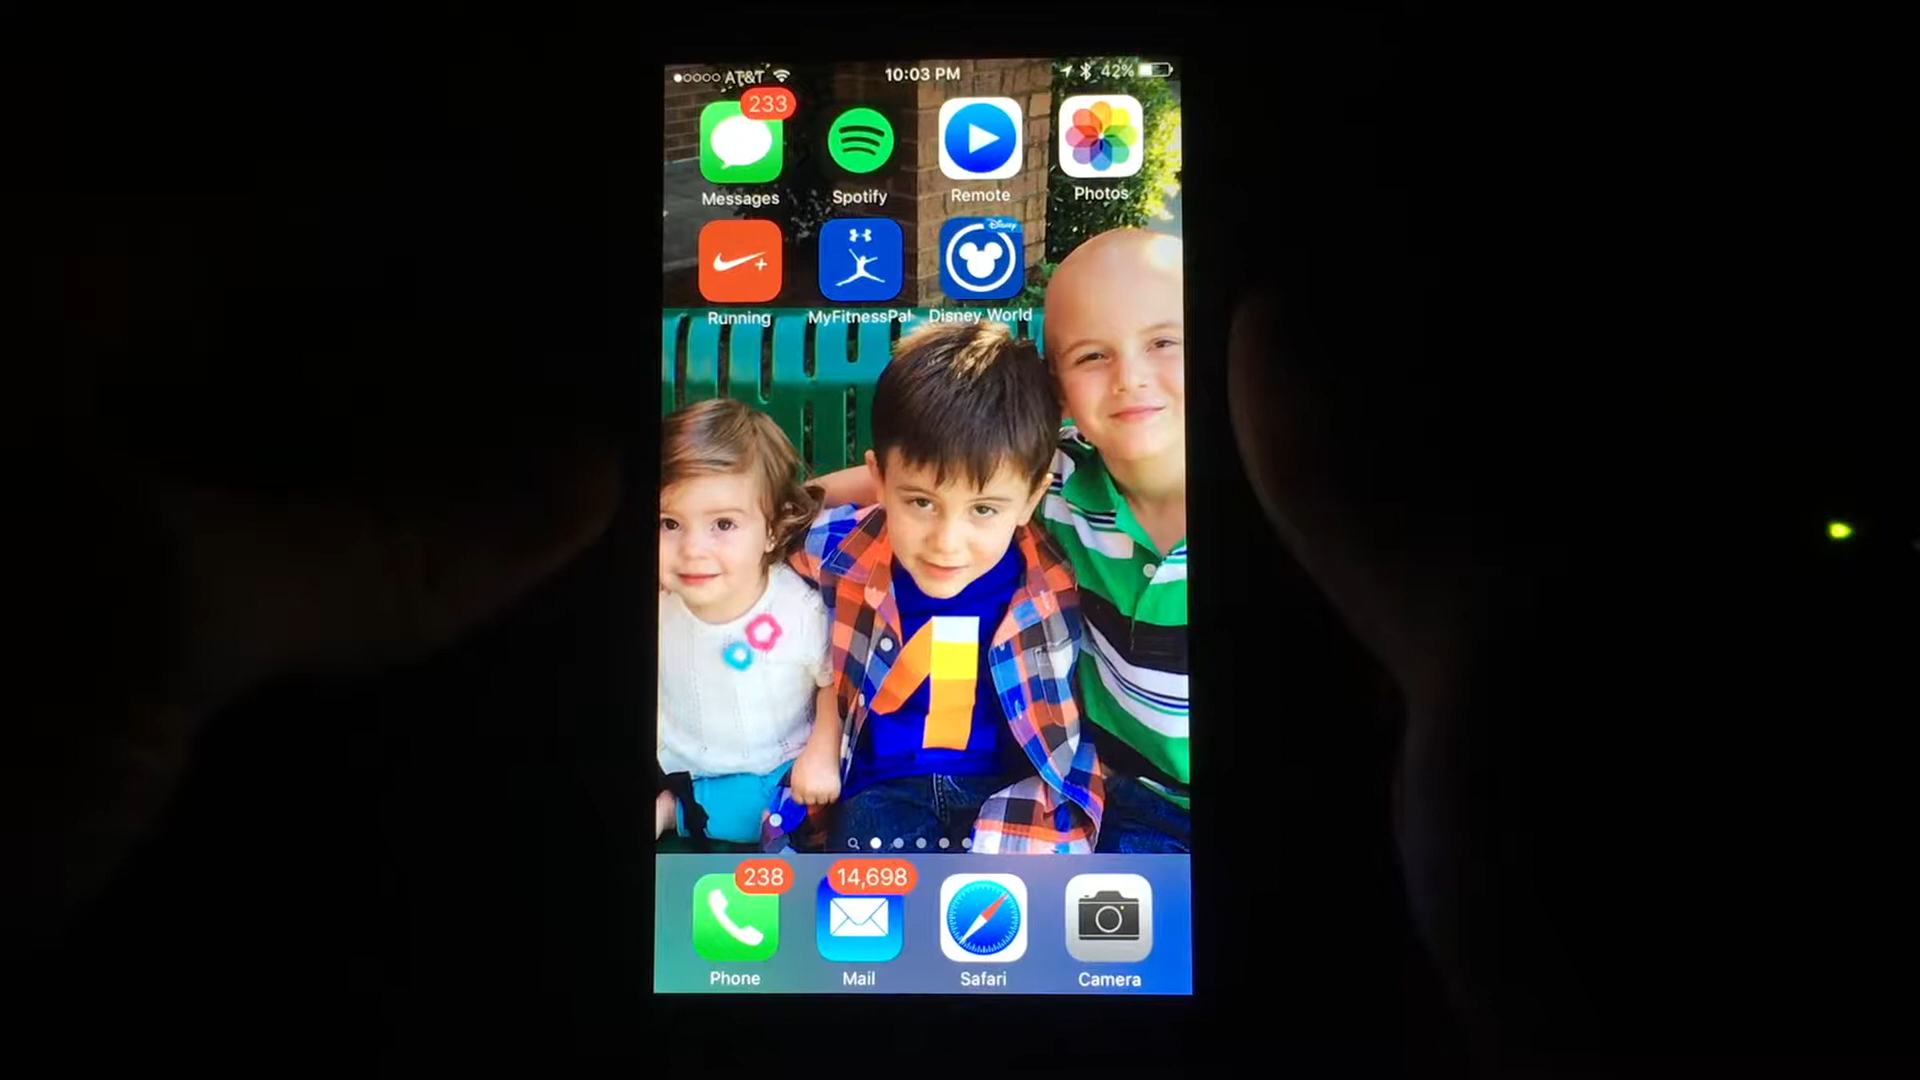 AT&T 10:03 PM 42%
233
Messages Spotify Remote Photos
Disney
Running MyFitnessPal Disney World
238 14,698
Phone Mail Safari Camera